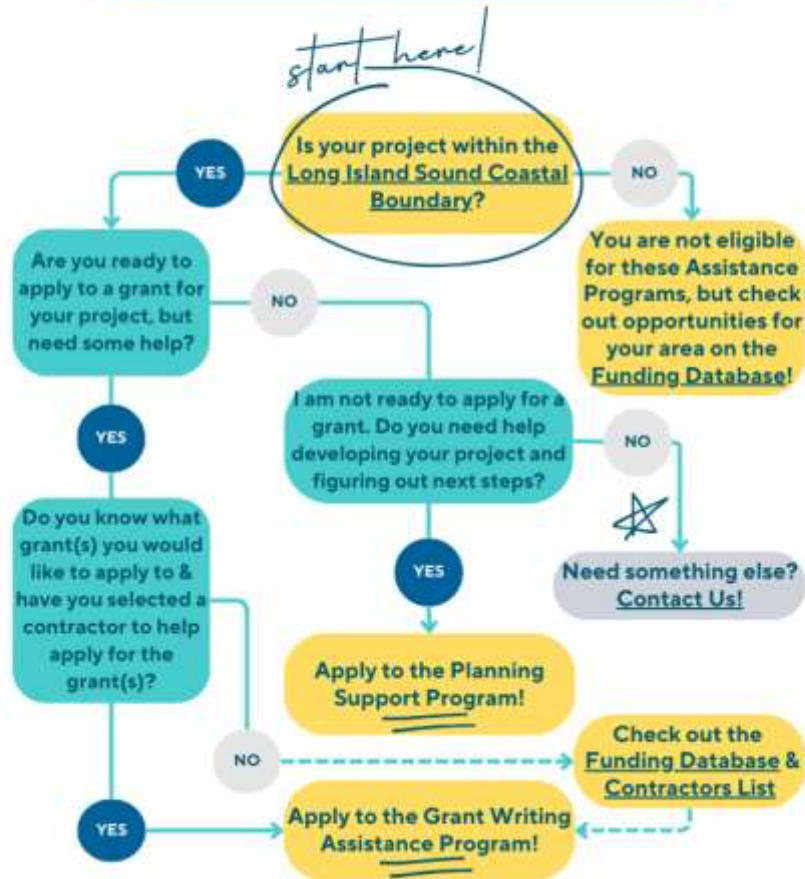 start here!
Is your project within the
Long Island Sound Coastal
Boundary?
YES
NO
Are you ready to
apply to a grant for
your project, but
need some help?
NO
You are not eligible
for these Assistance
Programs, but check
out opportunities for
your area on the
Funding Database!
YES
I am not ready to apply for a
grant. Do you need help
developing your project and
figuring out next steps?
NO
Do you know what
grant(s) you would
like to apply to &
have you selected a
contractor to help
apply for the
grant(s)?
YES
Need something else?
Contact Us!
Apply to the Planning
Support Program!
NO
Check out the
Funding Database &
Contractors List
YES
Apply to the Grant Writing
Assistance Program!